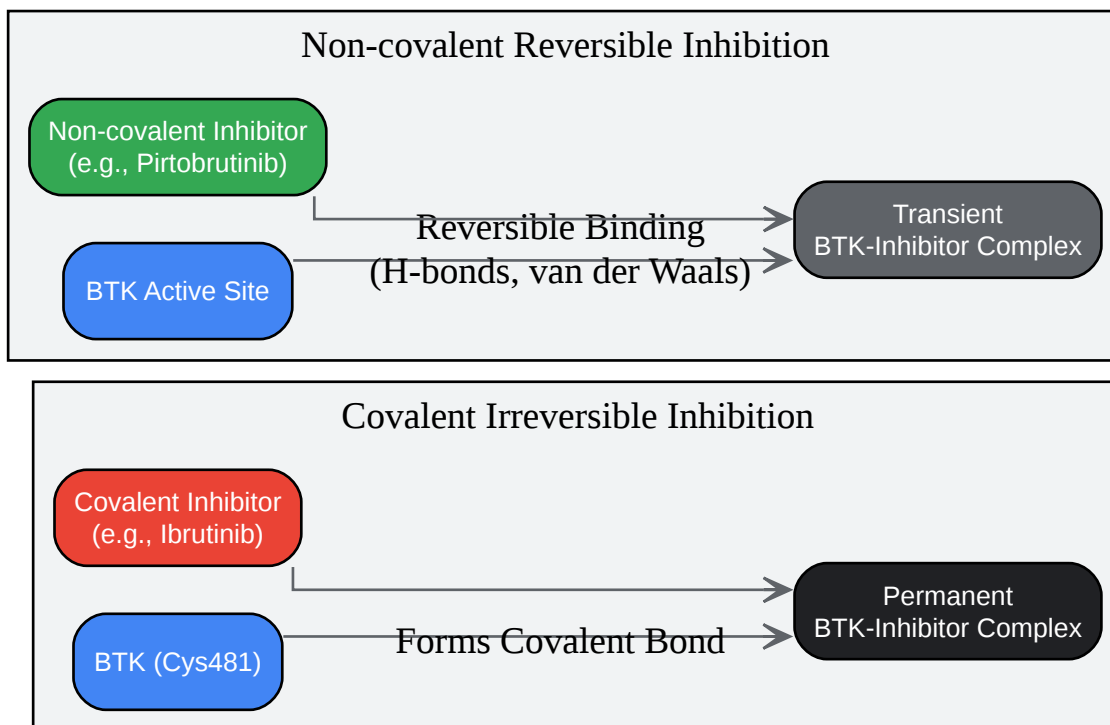 Non-covalent Reversible Inhibition
Non-covalent Inhibitor
(e.g., Pirtobrutinib)
Transient
BTK-Inhibitor Complex
Reversible Binding
(H-bonds, van der Waals)
BTK Active Site
Covalent Irreversible Inhibition
Covalent Inhibitor
(e.g., Ibrutinib)
Permanent
BTK-Inhibitor Complex
Forms Covalent Bond
BTK (Cys481)